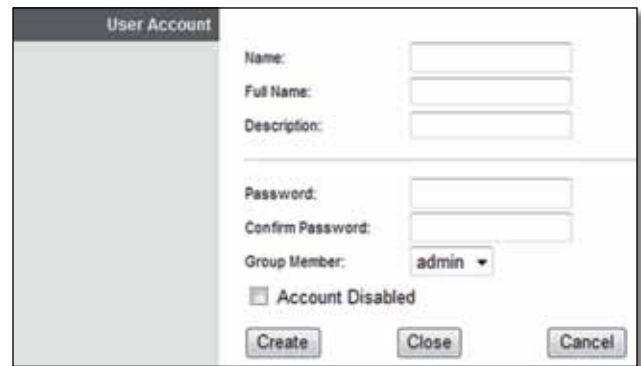 User Account
Name:
Full Name:
Description:
Password:
Confirm Password:
Group Member: admin
Account Disabled
Create Close Cancel